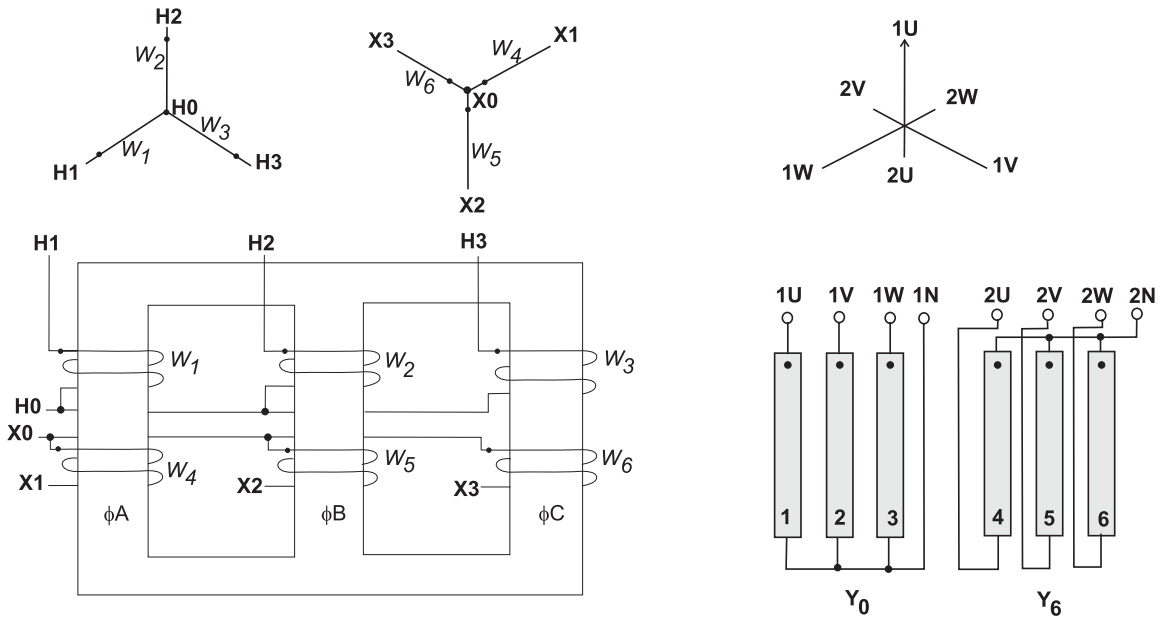 H2
W2
H0
W3
W1
H1
H3
X3
X1
W4
W6
X0
W5
X2
1U
2V
2W
1W
2U
1V
H1
H2
H3
W1
W2
W3
H0
X0
W4
W5
W6
X1
X2
X3
ϕA
ϕB
ϕC
1U 1V 1W 1N 2U 2V 2W 2N
1 2 3 4 5 6
Y0 Y6